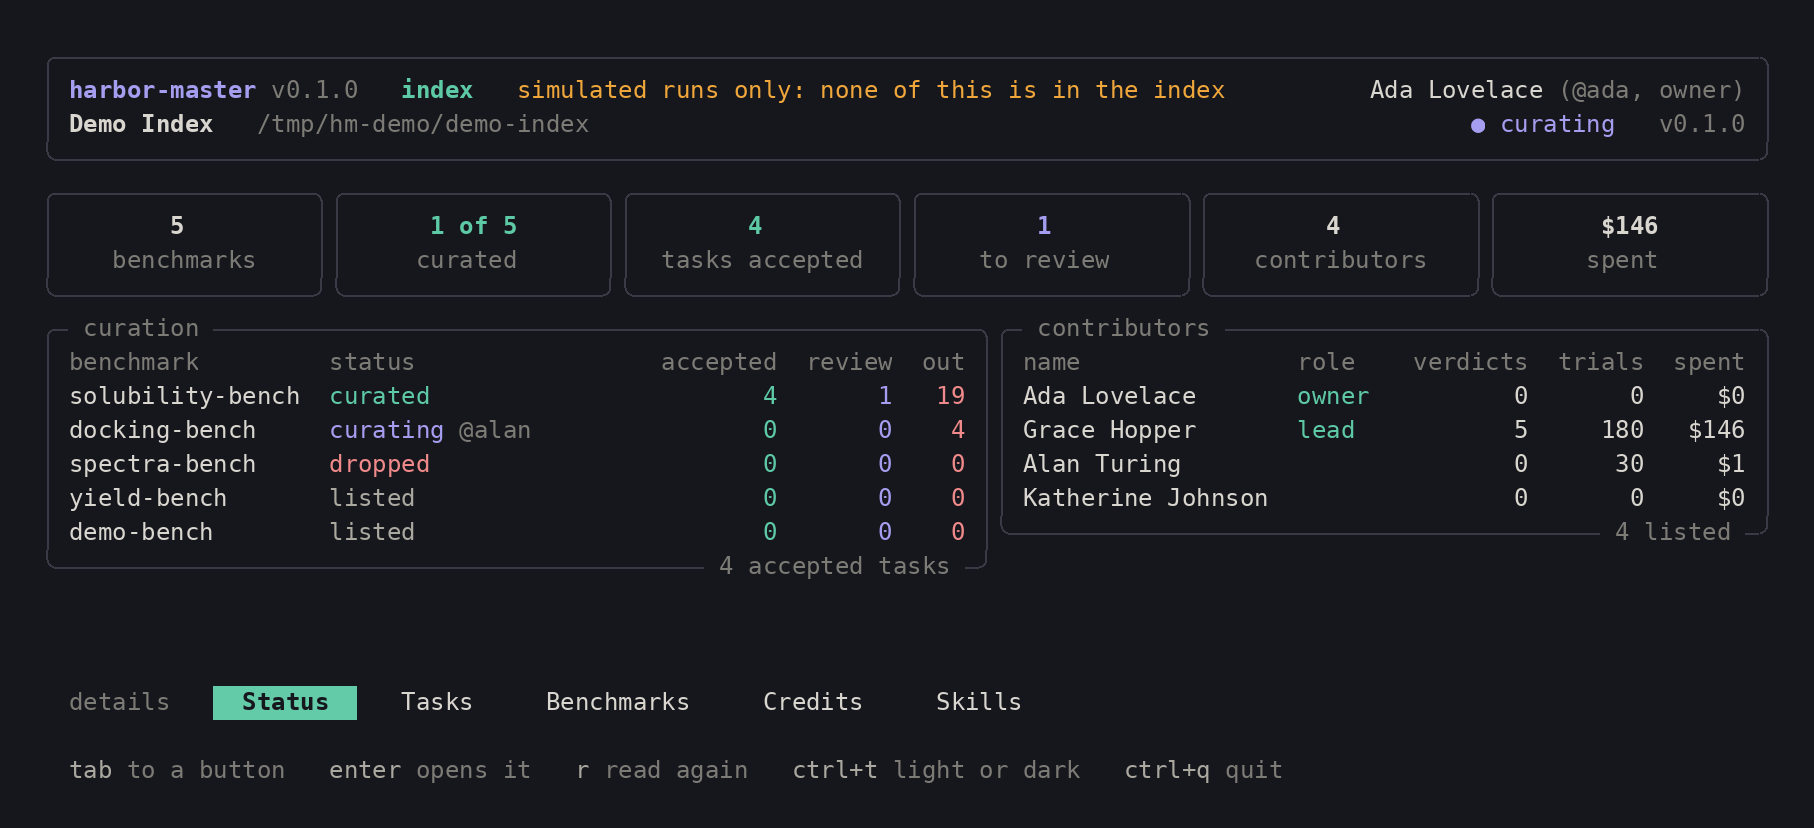 harbor-master v0.1.0 index simulated runs only: none of this is in the index Ada Lovelace (@ada, owner)
Demo Index /tmp/hm-demo/demo-index ● curating v0.1.0
5 1 of 5 4 1 4 $146
benchmarks curated tasks accepted to review contributors spent
curation
benchmark status accepted review out
solubility-bench curated 4 1 19
docking-bench curating @alan 0 0 4
spectra-bench dropped 0 0 0
yield-bench listed 0 0 0
demo-bench listed 0 0 0
4 accepted tasks
contributors
name role verdicts trials spent
Ada Lovelace owner 0 0 $0
Grace Hopper lead 5 180 $146
Alan Turing 0 30 $1
Katherine Johnson 0 0 $0
4 listed
details Status Tasks Benchmarks Credits Skills
tab to a button enter opens it r read again ctrl+t light or dark ctrl+q quit